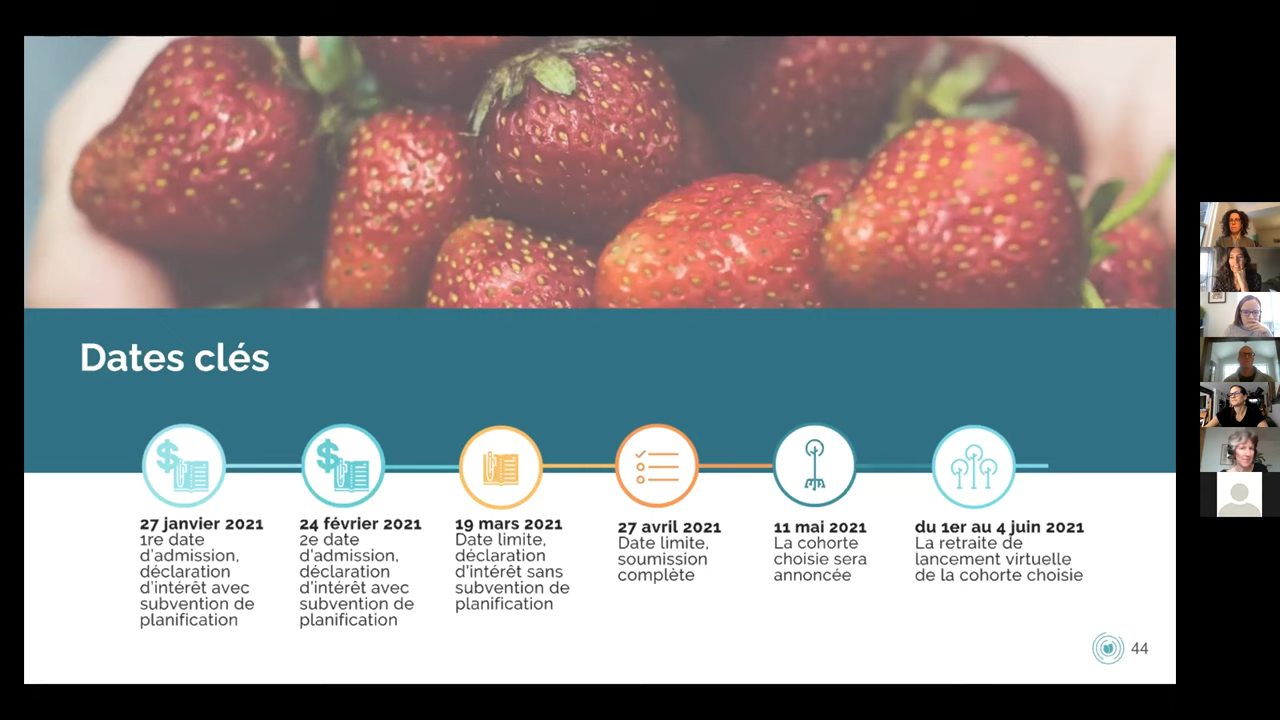 Dates clés
27 janvier 2021
1re date
d'admission,
déclaration
d'intérêt avec
subvention de
planification
24 février 2021
2e date
d'admission,
déclaration
d'intérêt avec
subvention de
planification
19 mars 2021
Date limite,
déclaration
d'intérêt sans
subvention de
planification
27 avril 2021
Date limite,
soumission
complète
11 mai 2021
La cohorte
choisie sera
annoncée
du 1er au 4 juin 2021
La retraite de
lancement virtuelle
de la cohorte choisie
44